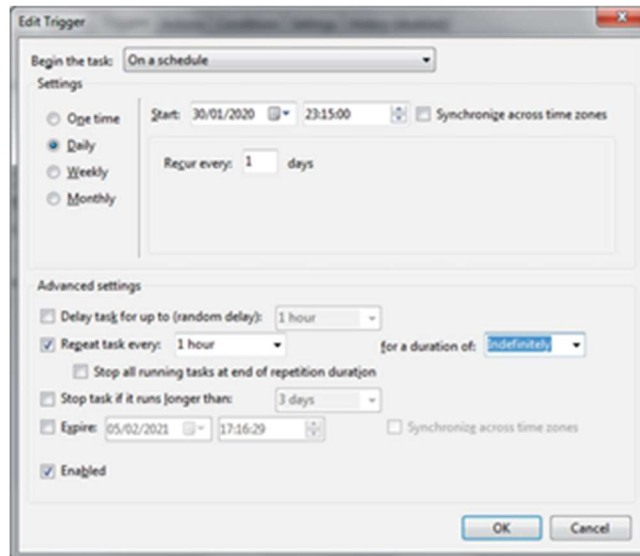 Edit Trigger
Begin the task: On a schedule
Settings
One time
Start: 30/01/2020 23:15:00 Synchronize across time zones
Daily
Recur every: 1 days
Weekly
Monthly
Advanced settings
Delay task for up to (random delay): 1 hour
Repeat task every: 1 hour for a duration of: Indefinitely
Stop all running tasks at end of repetition duration
Stop task if it runs longer than: 3 days
Expire: 05/02/2021 17:16:29 Synchronize across time zones
Enabled
OK Cancel